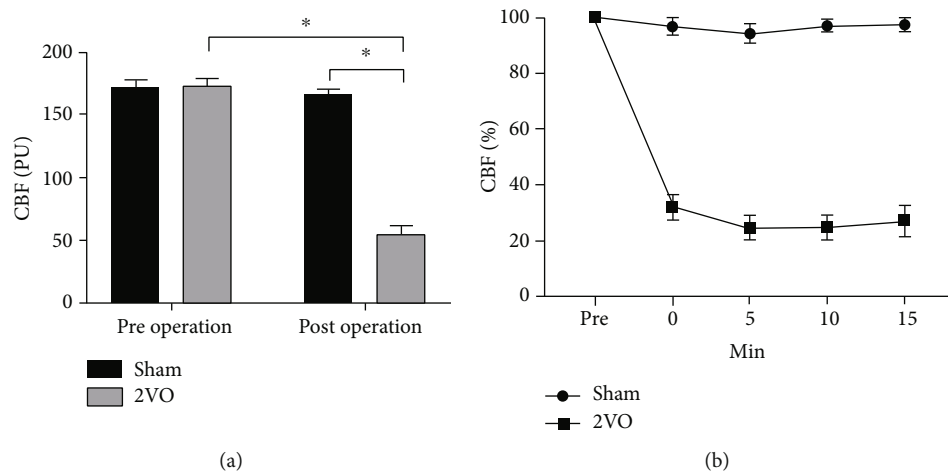 *
*
200
150
100
50
0
CBF (PU)
Pre operation Post operation
Sham
2VO
(a)
100
80
60
40
20
0
CBF (%)
Pre 0 5 10 15
Min
Sham
2VO
(b)